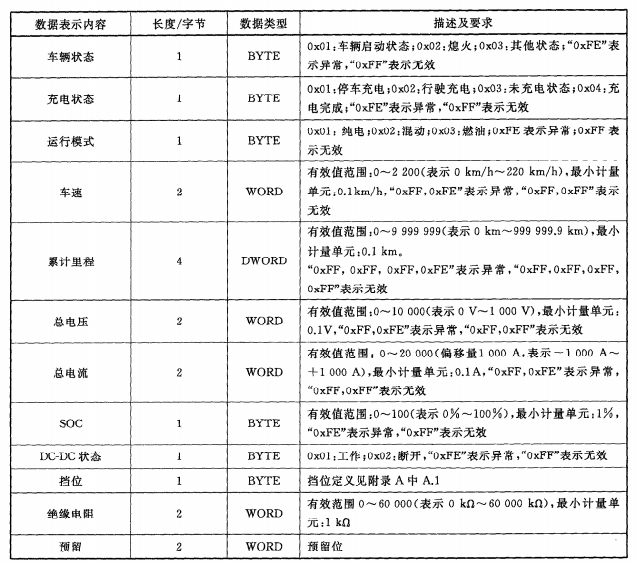 数据表示内容 长度/字节 数据类型 描述及要求
车辆状态 1 BYTE 0x01:车辆启动状态;0x02:熄火;0x03:其他状态;“0xFE”表
示异常,“0xFF”表示无效
充电状态 1 BYTE 0x01:停车充电;0x02:行驶充电;0x03:未充电状态;0x04:充
电完成;“0xFE”表示异常,“0xFF”表示无效
运行模式 1 BYTE 0x01:纯电;0x02:混动;0x03:燃油;0xFE 表示异常;0xFF 表
示无效
车速 2 WORD 有效值范围:0～2 200(表示 0 km/h～220 km/h),最小计量
单元:0.1km/h,“0xFF,0xFE”表示异常,“0xFF,0xFF”表示
无效
累计里程 4 DWORD 有效值范围:0～9 999 999(表示 0 km～999 999.9 km),最小
计量单元:0.1 km。
“0xFF, 0xFF, 0xFF,0xFE”表示异常,“0xFF,0xFF,0xFF,
0xFF”表示无效
总电压 2 WORD 有效值范围:0～10 000(表示 0 V～1 000 V),最小计量单元:
0.1V,“0xFF,0xFE”表示异常,“0xFF,0xFF”表示无效
总电流 2 WORD 有效值范围: 0～20 000(偏移量1 000 A,表示－1 000 A～
＋1 000 A),最小计量单元:0.1A,“0xFF,0xFE”表示异常,
“0xFF,0xFF”表示无效
SOC 1 BYTE 有效值范围:0～100(表示 0%～100%),最小计量单元:1%,
“0xFE”表示异常,“0xFF”表示无效
DC-DC 状态 1 BYTE 0x01:工作;0x02:断开,“0xFE”表示异常,“0xFF”表示无效
挡位 1 BYTE 挡位定义见附录 A 中 A.1
绝缘电阻 2 WORD 有效值范围 0～60 000(表示 0 kΩ～60 000 kΩ),最小计量单
元:1 kΩ
预留 2 WORD 预留位